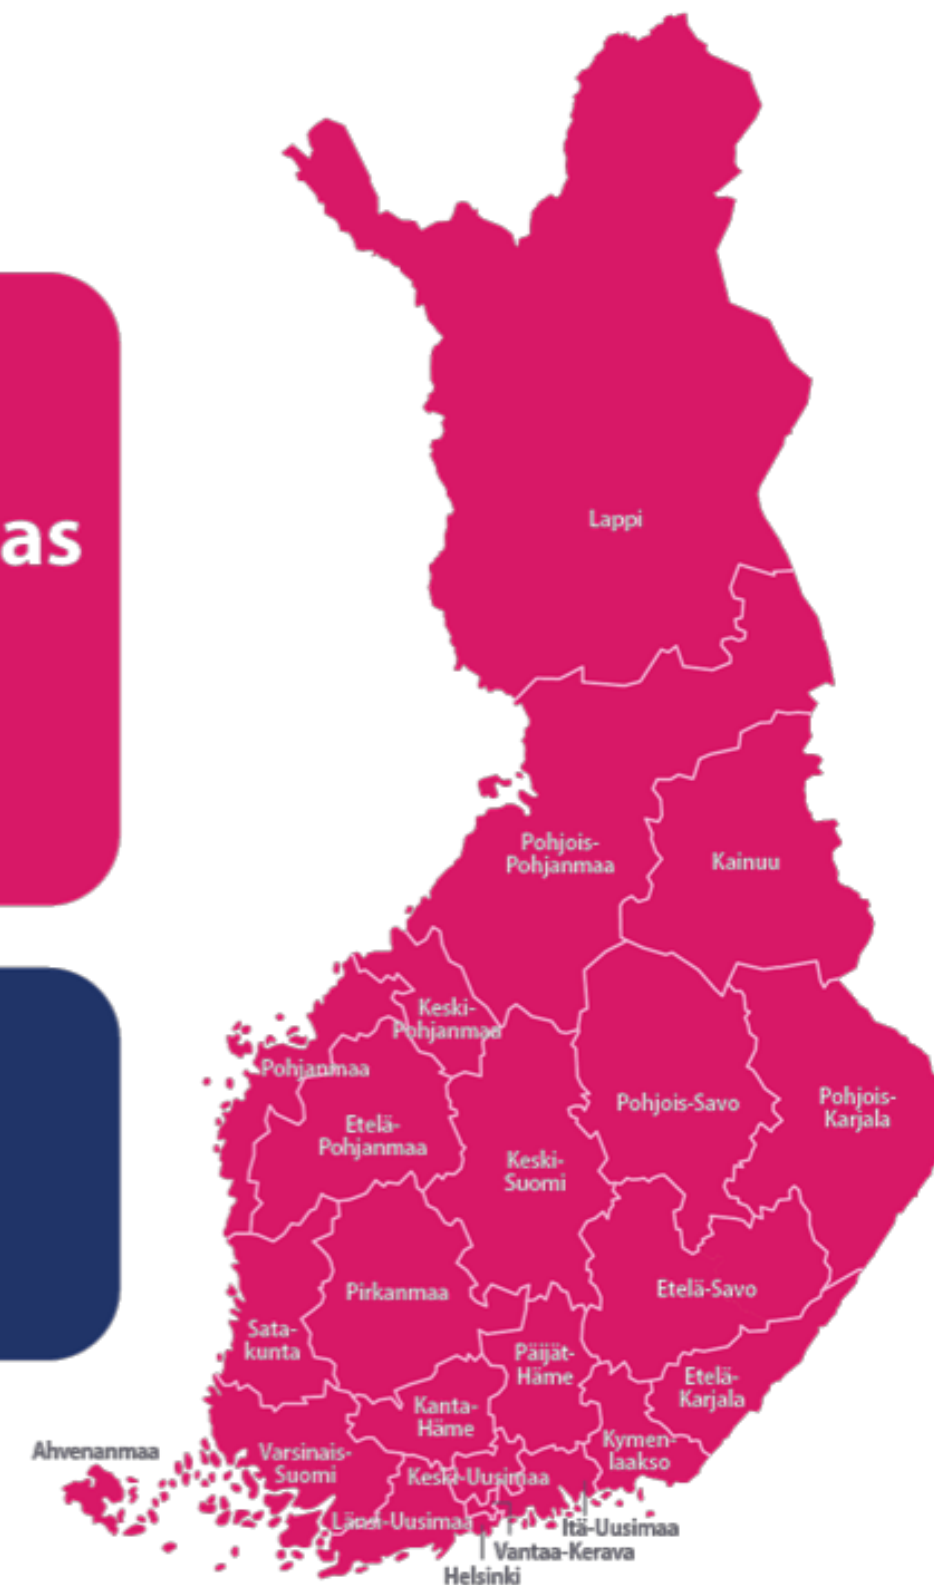 as
Lappi
Pohjois-
Pohjanmaa
Kainuu
Keski-
Pohjanmaa
Pohjanmaa
Etelä-
Pohjanmaa
Keski-
Suomi
Pohjois-Savo
Pohjois-
Karjala
Pirkanmaa
Etelä-Savo
Sata-
kunta
Päijät-
Häme
Etelä-
Karjala
Kanta-
Häme
Kymen-
laakso
Ahvenanmaa
Varsinais-
Suomi
Keski-Uusimaa
Länsi-Uusimaa
Itä-Uusimaa
Vantaa-Kerava
Helsinki